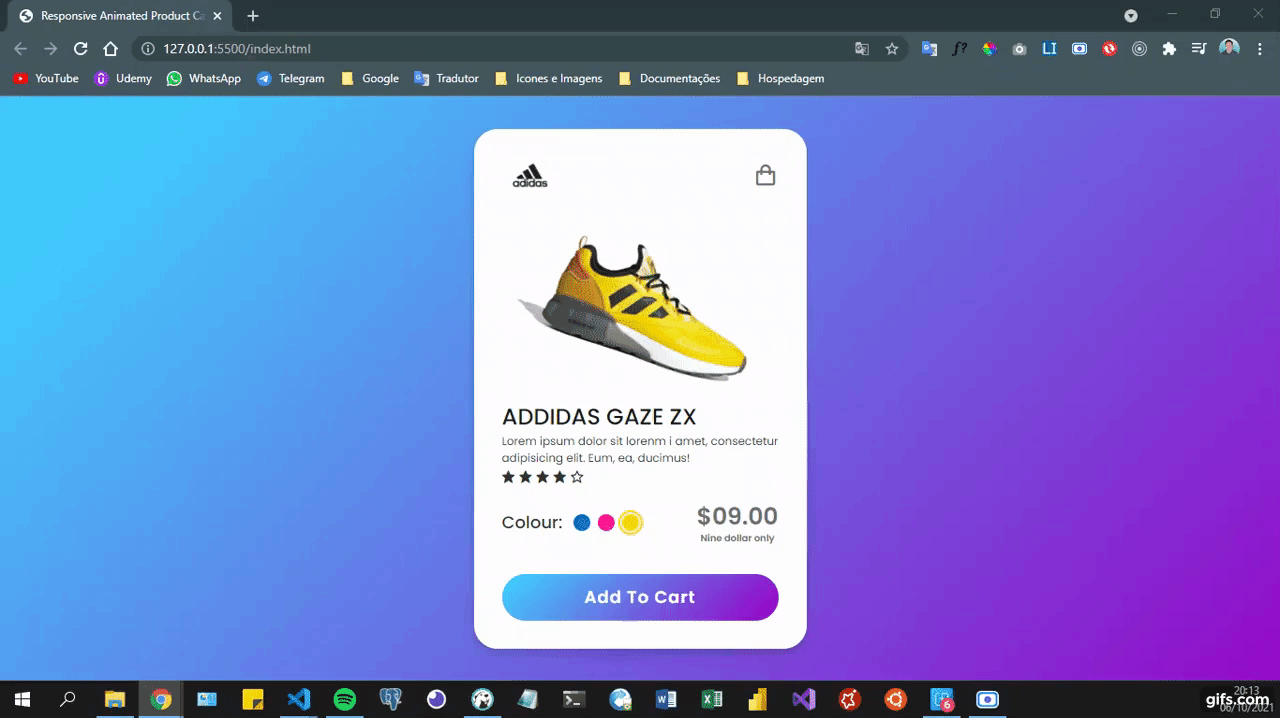 Responsive Animated Product Ca
127.0.0.1:5500/index.html
f?
LI
YouTube
Udemy
WhatsApp
Telegram
Google
Tradutor
Icones e Imagens
Documentações
Hospedagem
adidas
ADDIDAS GAZE ZX
Lorem ipsum dolor sit lorenm i amet, consectetur
adipisicing elit. Eum, ea, ducimus!
Colour:
$09.00
Nine dollar only
Add To Cart
6
20:13
06/10/2021
gifs.com